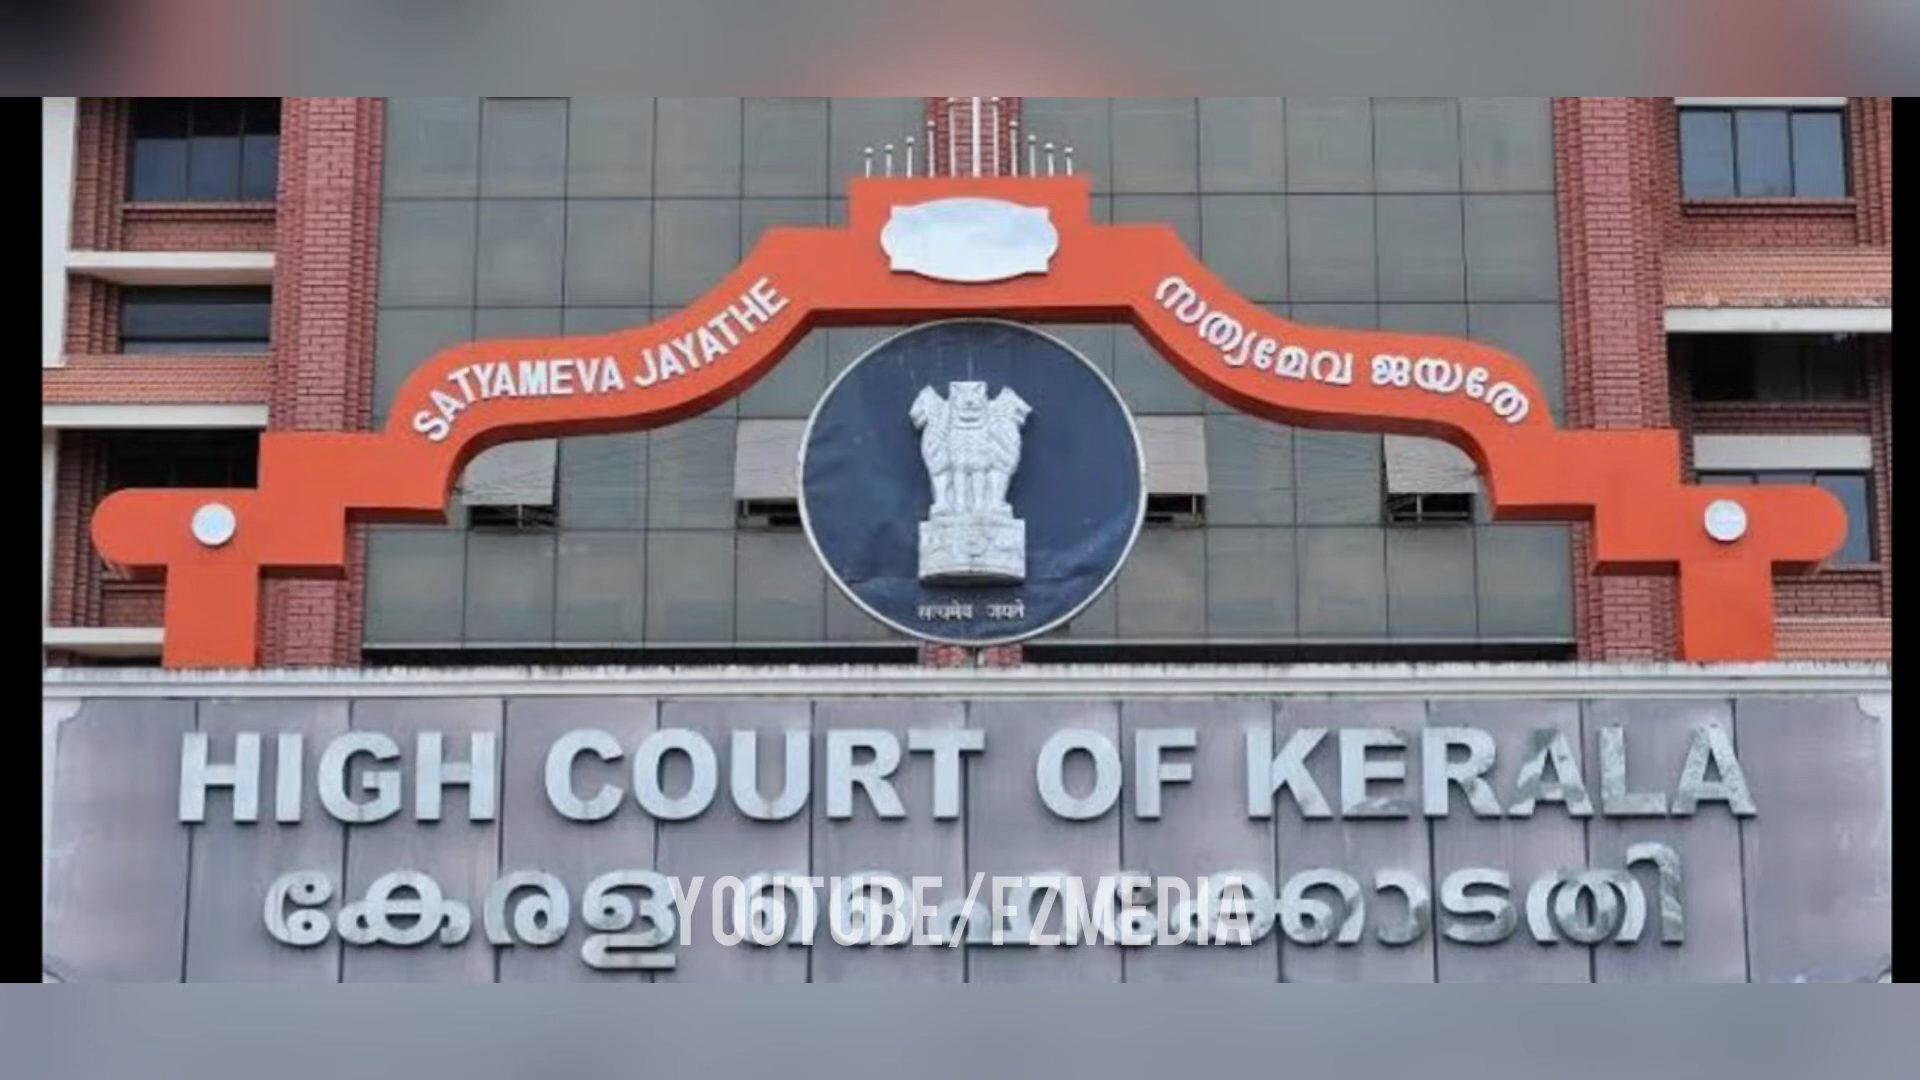 SATYAMEVA JAYATHE
സത്യമേവ ജയതേ
सत्यमेव जयते
HIGH COURT OF KERALA
കേരള ഹൈക്കോടതി
YOUTUBE/FZMEDIA